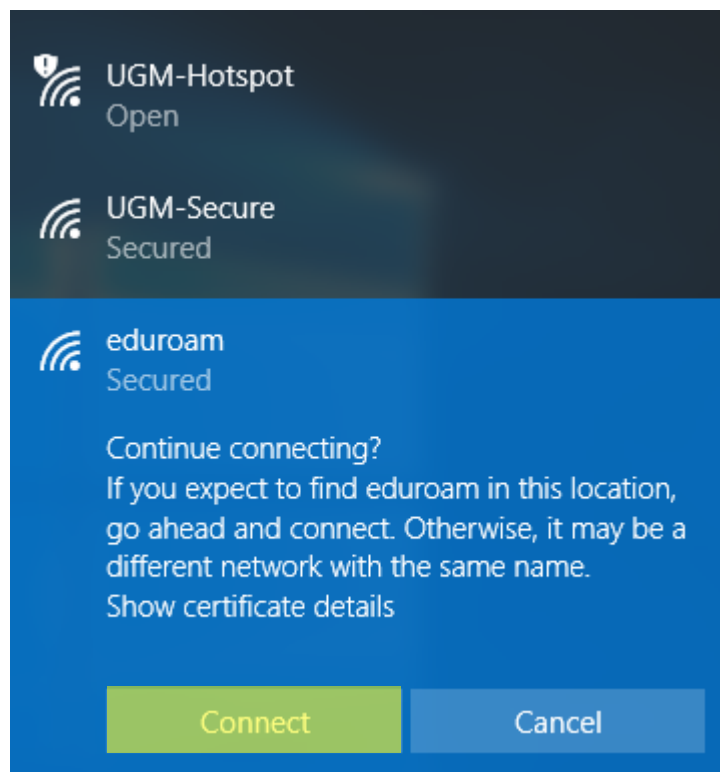 UGM-Hotspot
Open
UGM-Secure
Secured
eduroam
Secured
Continue connecting?
If you expect to find eduroam in this location,
go ahead and connect. Otherwise, it may be a
different network with the same name.
Show certificate details
Connect
Cancel